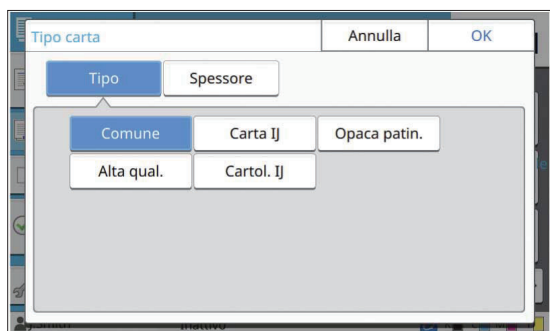 Tipo carta Annulla OK
Tipo Spessore
Comune Carta IJ Opaca patin.
Alta qual. Cartol. IJ